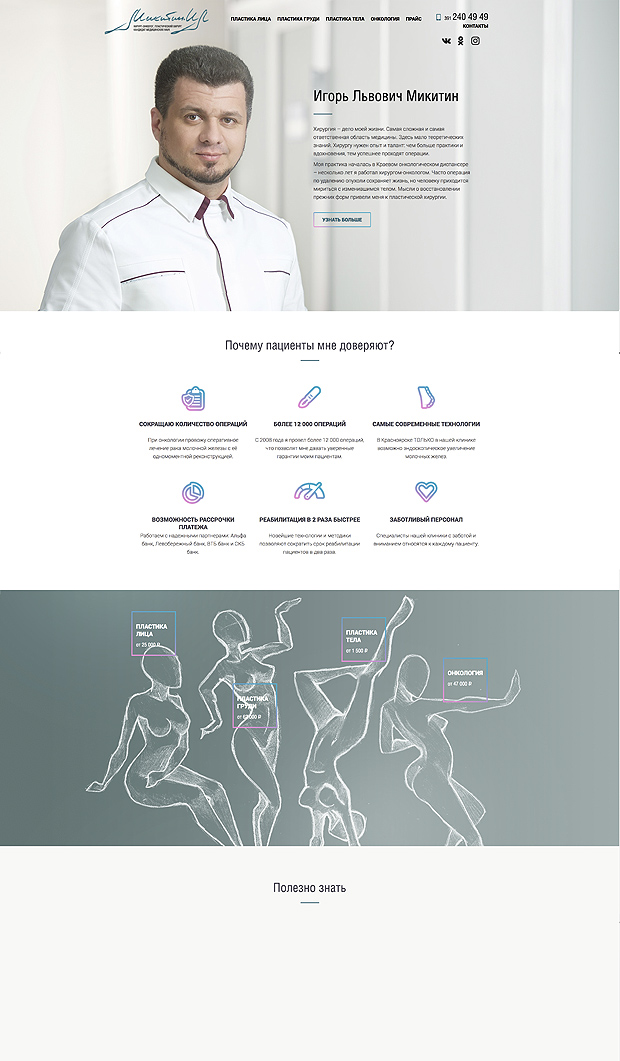 Микитин И.Л.
ХИРУРГ-ОНКОЛОГ, ПЛАСТИЧЕСКИЙ ХИРУРГ
КАНДИДАТ МЕДИЦИНСКИХ НАУК
ПЛАСТИКА ЛИЦА ПЛАСТИКА ГРУДИ ПЛАСТИКА ТЕЛА ОНКОЛОГИЯ ПРАЙС
391 240 49 49
КОНТАКТЫ
Игорь Львович Микитин
Хирургия – дело моей жизни. Самая сложная и самая
ответственная область медицины. Здесь мало теоретических
знаний. Хирургу нужен опыт и талант: чем больше практики и
вдохновения, тем успешнее проходят операции.
Моя практика началась в Краевом онкологическом диспансере
– несколько лет я работал хирургом-онкологом. Часто операция
по удалению опухоли сохраняет жизнь, но человеку приходится
мириться с изменившимся телом. Мысли о восстановлении
прежних форм привели меня к пластической хирургии.
УЗНАТЬ БОЛЬШЕ
Почему пациенты мне доверяют?
СОКРАЩАЮ КОЛИЧЕСТВО ОПЕРАЦИЙ
При онкологии провожу оперативное
лечение рака молочной железы с её
одномоментной реконструкцией.
БОЛЕЕ 12 000 ОПЕРАЦИЙ
С 2008 года я провел более 12 000 операций,
что позволит мне давать уверенные
гарантии моим пациентам.
САМЫЕ СОВРЕМЕННЫЕ ТЕХНОЛОГИИ
В Красноярске ТОЛЬКО в нашей клинике
возможно эндоскопическое увеличение
молочных желез.
ВОЗМОЖНОСТЬ РАССРОЧКИ
ПЛАТЕЖА
Работаем с надежными партнерами: Альфа
банк, Левобережный банк, ВТБ банк и СКБ
банк.
РЕАБИЛИТАЦИЯ В 2 РАЗА БЫСТРЕЕ
Новейшие технологии и методики
позволяют сократить срок реабилитации
пациентов в два раза.
ЗАБОТЛИВЫЙ ПЕРСОНАЛ
Специалисты нашей клиники с заботой и
вниманием относятся к каждому пациенту.
ПЛАСТИКА
ЛИЦА
от 25 000 ₽
ПЛАСТИКА
ГРУДИ
ПЛАСТИКА
ТЕЛА
от 1 500 ₽
ОНКОЛОГИЯ
от 47 000 ₽
Полезно знать